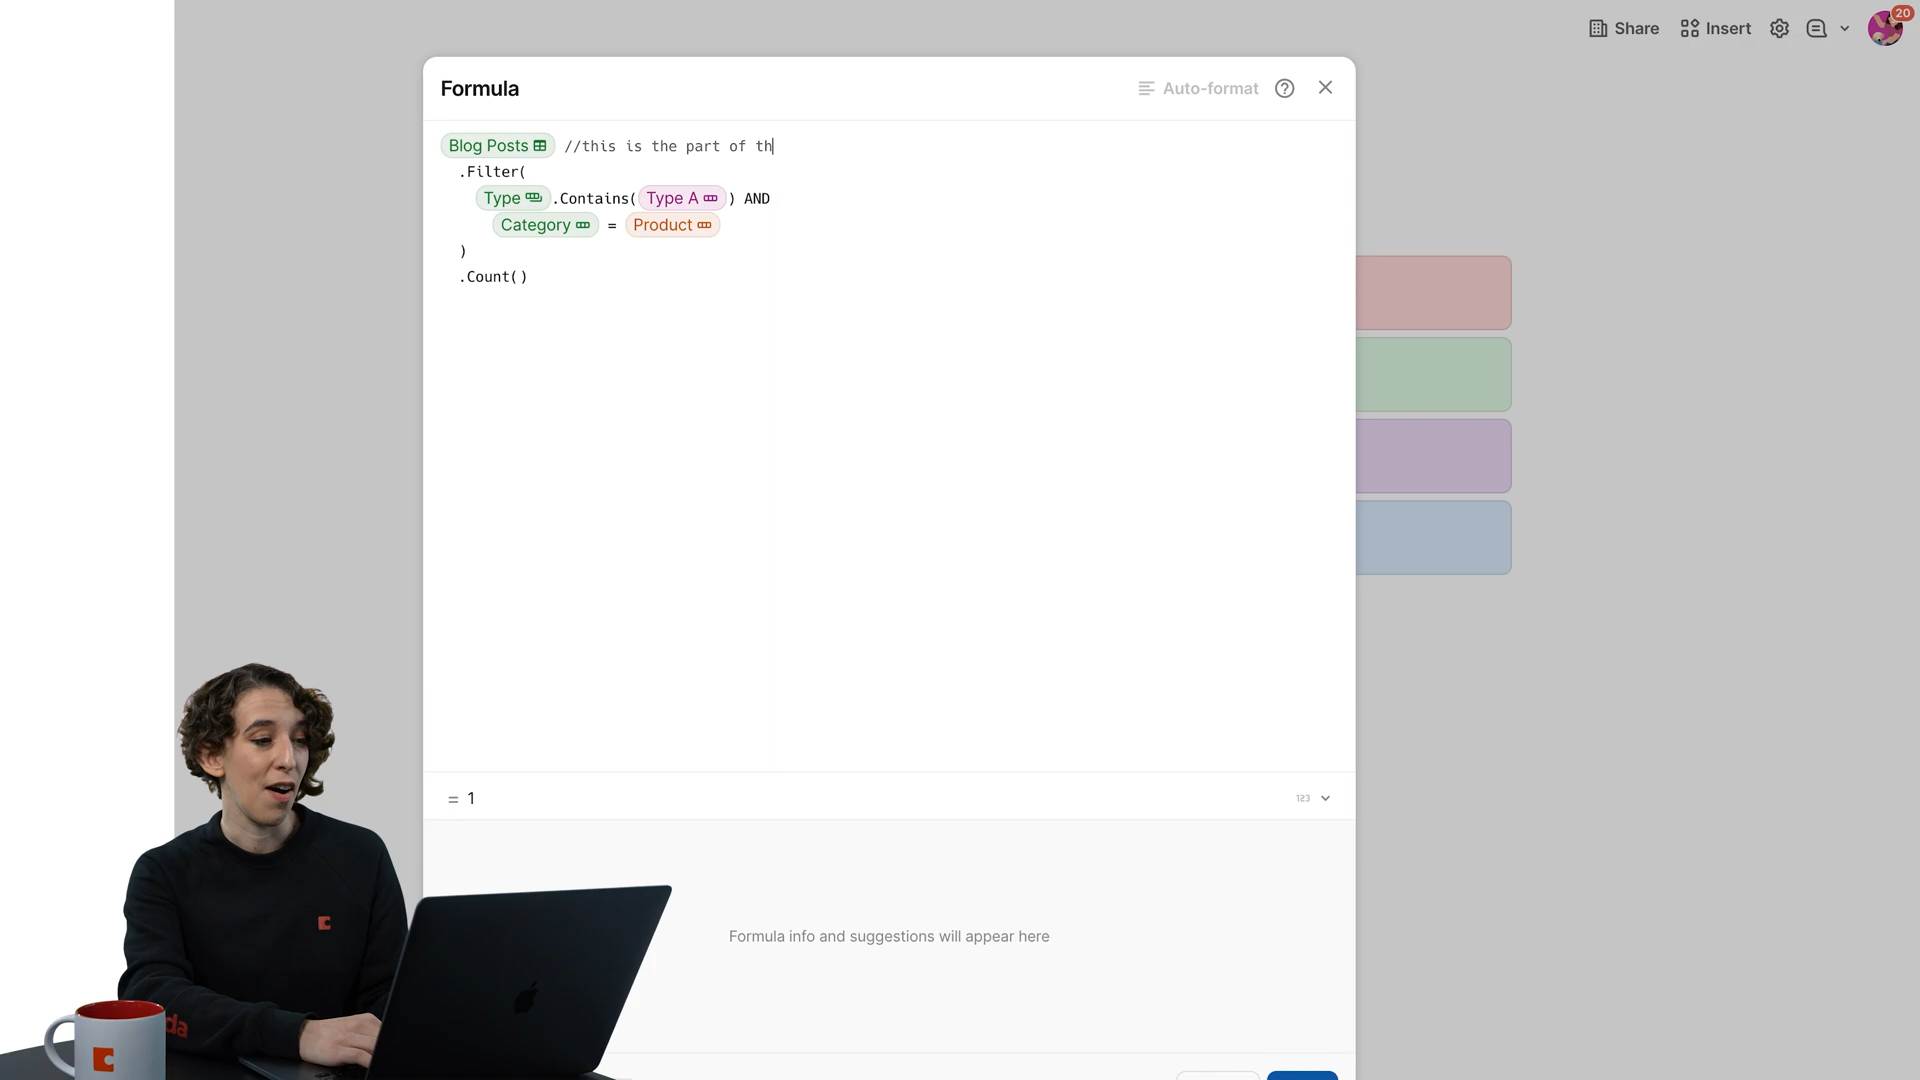 20
Share Insert
Formula Auto-format
Blog Posts //this is the part of th
.Filter(
Type .Contains( Type A ) AND
Category = Product
)
.Count()
= 1 123
Formula info and suggestions will appear here
da